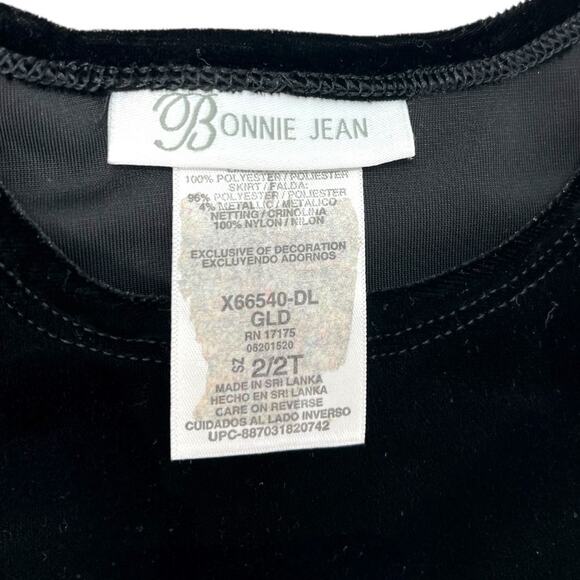 BONNIE JEAN
100% POLYESTER / POLIESTER
SKIRT / FALDA:
96% POLYESTER / POLIESTER
4% METALLIC / METALICO
NETTING / CRINOLINA
100% NYLON / NILON
EXCLUSIVE OF DECORATION
EXCLUYENDO ADORNOS
X66540-DL
GLD
RN 17175
05201520
SZ 2/2T
MADE IN SRI LANKA
HECHO EN SRI LANKA
CARE ON REVERSE
CUIDADOS AL LADO INVERSO
UPC-887031820742